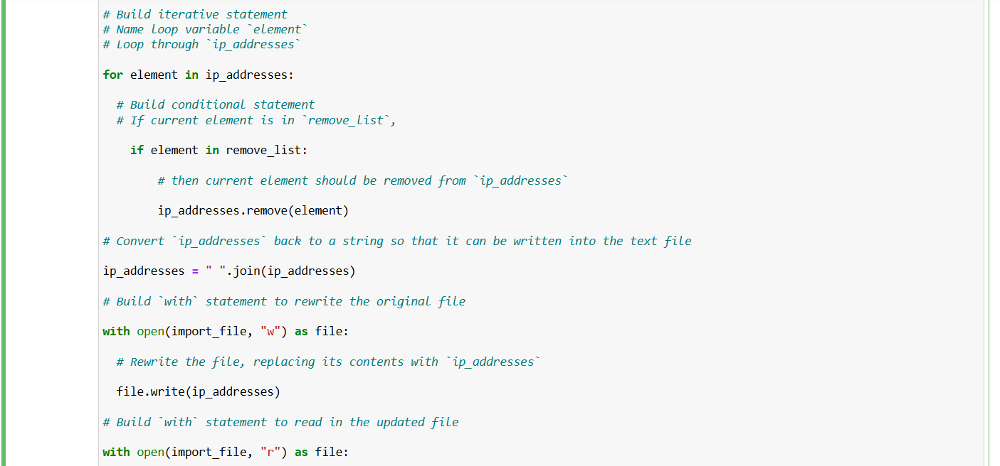 # Build iterative statement
# Name loop variable `element`
# Loop through `ip_addresses`
for element in ip_addresses:
# Build conditional statement
# If current element is in `remove_list`,
if element in remove_list:
# then current element should be removed from `ip_addresses`
ip_addresses.remove(element)
# Convert `ip_addresses` back to a string so that it can be written into the text file
ip_addresses = " ".join(ip_addresses)
# Build `with` statement to rewrite the original file
with open(import_file, "w") as file:
# Rewrite the file, replacing its contents with `ip_addresses`
file.write(ip_addresses)
# Build `with` statement to read in the updated file
with open(import_file, "r") as file: